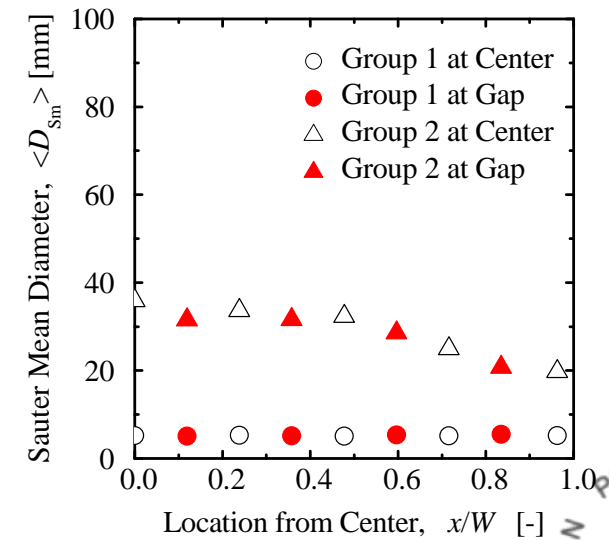 100
80
60
40
20
0
Sauter Mean Diameter, <D_Sm> [mm]
Group 1 at Center
Group 1 at Gap
Group 2 at Center
Group 2 at Gap
0.0 0.2 0.4 0.6 0.8 1.0
Location from Center, x/W [-]